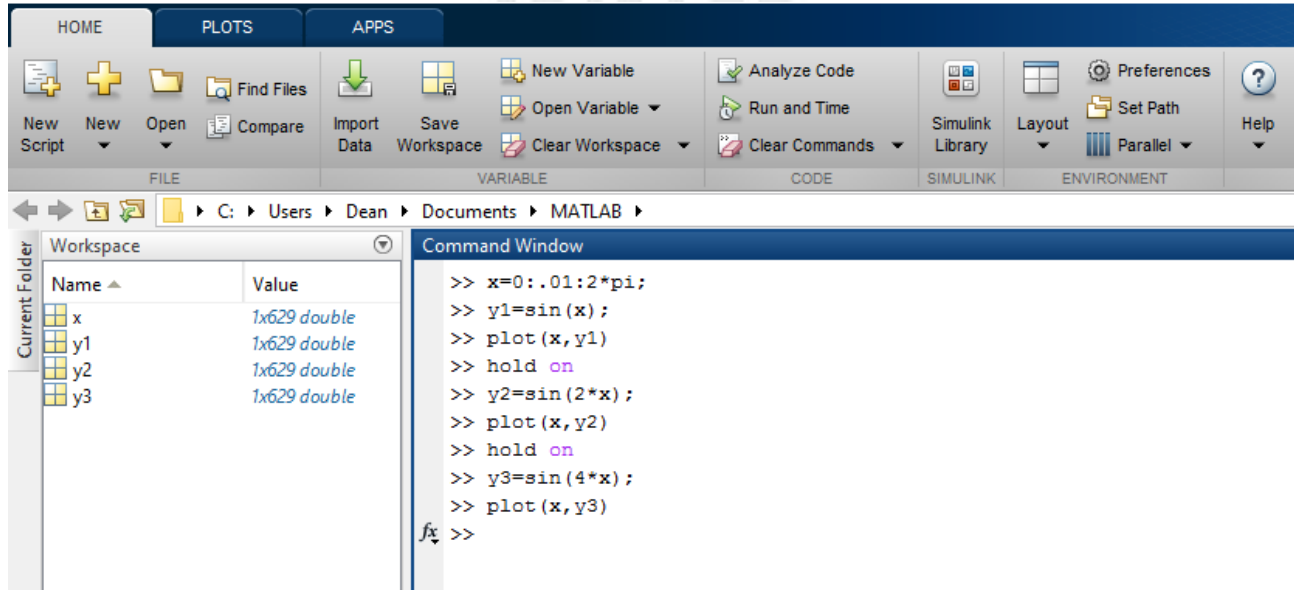 HOME PLOTS APPS
New Script
New
Open
Find Files
Compare
Import Data
Save Workspace
New Variable
Open Variable
Clear Workspace
Analyze Code
Run and Time
Clear Commands
Simulink Library
Layout
Preferences
Set Path
Parallel
Help
FILE VARIABLE CODE SIMULINK ENVIRONMENT
C: Users Dean Documents MATLAB
Current Folder
Workspace
Name Value
x 1x629 double
y1 1x629 double
y2 1x629 double
y3 1x629 double
Command Window
>> x=0:.01:2*pi;
>> y1=sin(x);
>> plot(x,y1)
>> hold on
>> y2=sin(2*x);
>> plot(x,y2)
>> hold on
>> y3=sin(4*x);
>> plot(x,y3)
fx >>